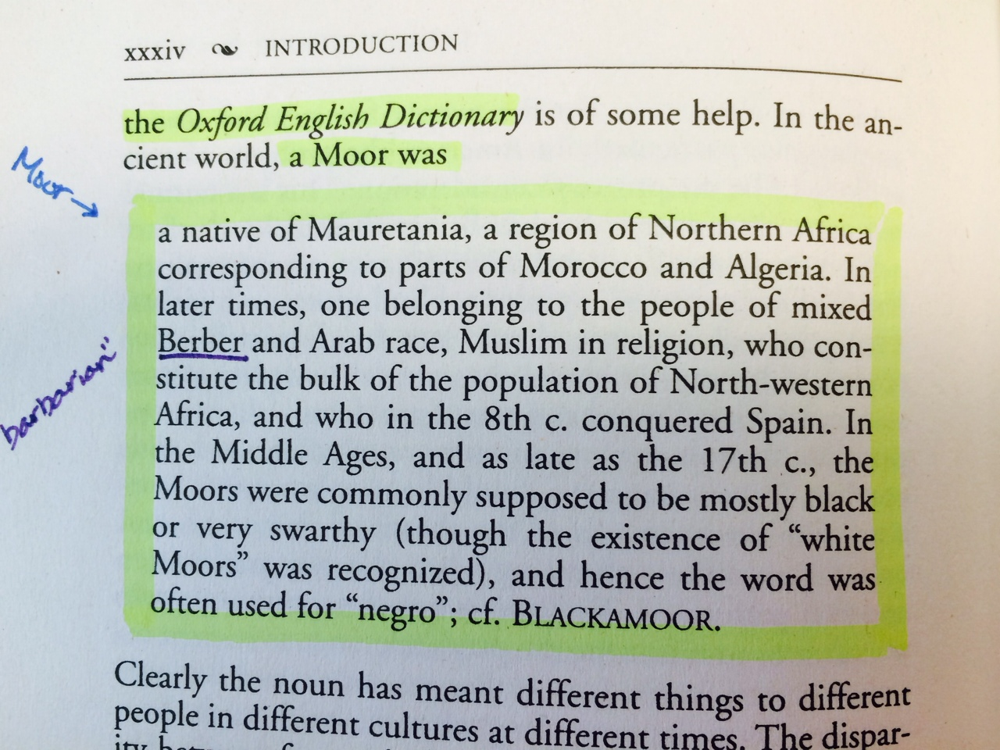 xxxiv INTRODUCTION
the Oxford English Dictionary is of some help. In the an-
cient world, a Moor was
Moor →
a native of Mauretania, a region of Northern Africa
corresponding to parts of Morocco and Algeria. In
later times, one belonging to the people of mixed
Berber and Arab race, Muslim in religion, who con-
barbarian"
stitute the bulk of the population of North-western
Africa, and who in the 8th c. conquered Spain. In
the Middle Ages, and as late as the 17th c., the
Moors were commonly supposed to be mostly black
or very swarthy (though the existence of “white
Moors” was recognized), and hence the word was
often used for “negro”; cf. BLACKAMOOR.
Clearly the noun has meant different things to different
people in different cultures at different times. The dispar-